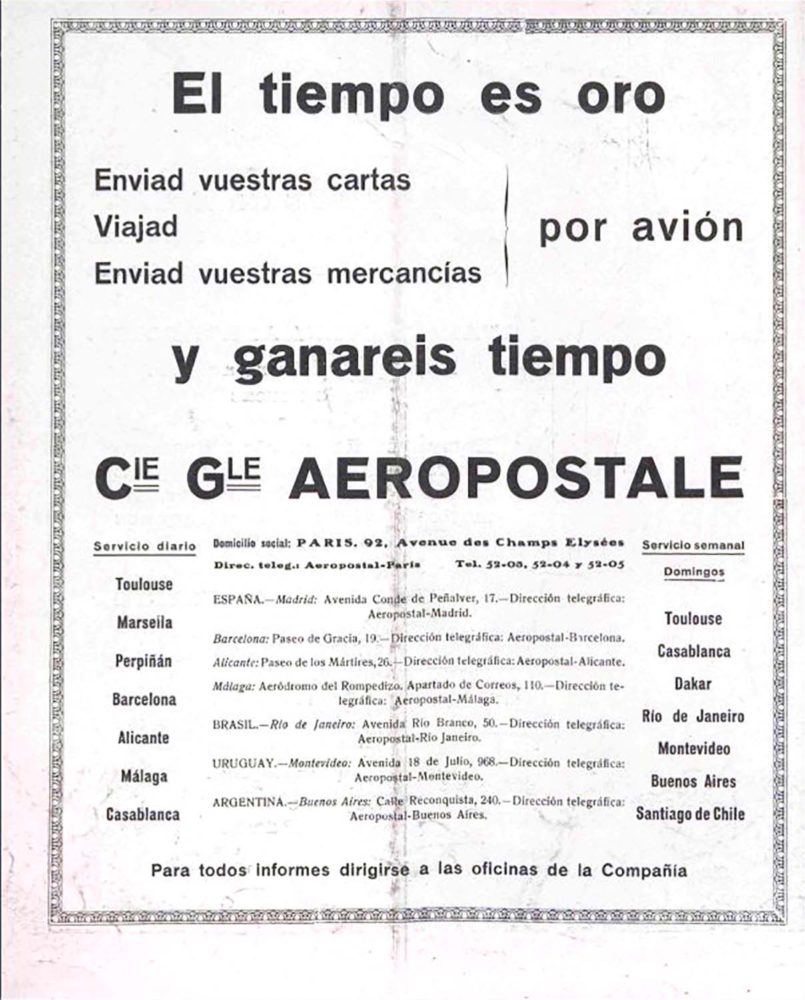 El tiempo es oro
Enviad vuestras cartas
Viajad
Enviad vuestras mercancías
por avión
y ganareis tiempo
CIE GLE AEROPOSTALE
Servicio diario
Toulouse
Marsella
Perpiñán
Barcelona
Alicante
Málaga
Casablanca
Domicilio social: PARIS. 92, Avenue des Champs Elysées
Direc. teleg.: Aeropostal-Paris Tel. 52-03, 52-04 y 52-05
ESPAÑA.—Madrid: Avenida Conde de Peñalver, 17.—Dirección telegráfica:
Aeropostal-Madrid.
Barcelona: Paseo de Gracia, 19.—Dirección telegráfica: Aeropostal-Barcelona.
Alicante: Paseo de los Mártires, 26.—Dirección telegráfica: Aeropostal-Alicante.
Málaga: Aeródromo del Rompedizo. Apartado de Correos, 110.—Dirección te-
legráfica: Aeropostal-Málaga.
BRASIL.—Río de Janeiro: Avenida Río Branco, 50.—Dirección telegráfica:
Aeropostal-Río Janeiro.
URUGUAY.—Montevideo: Avenida 18 de Julio, 968.—Dirección telegráfica:
Aeropostal-Montevideo.
ARGENTINA.—Buenos Aires: Calle Reconquista, 240.—Dirección telegráfica:
Aeropostal-Buenos Aires.
Servicio semanal
Domingos
Toulouse
Casablanca
Dakar
Río de Janeiro
Montevideo
Buenos Aires
Santiago de Chile
Para todos informes dirigirse a las oficinas de la Compañía